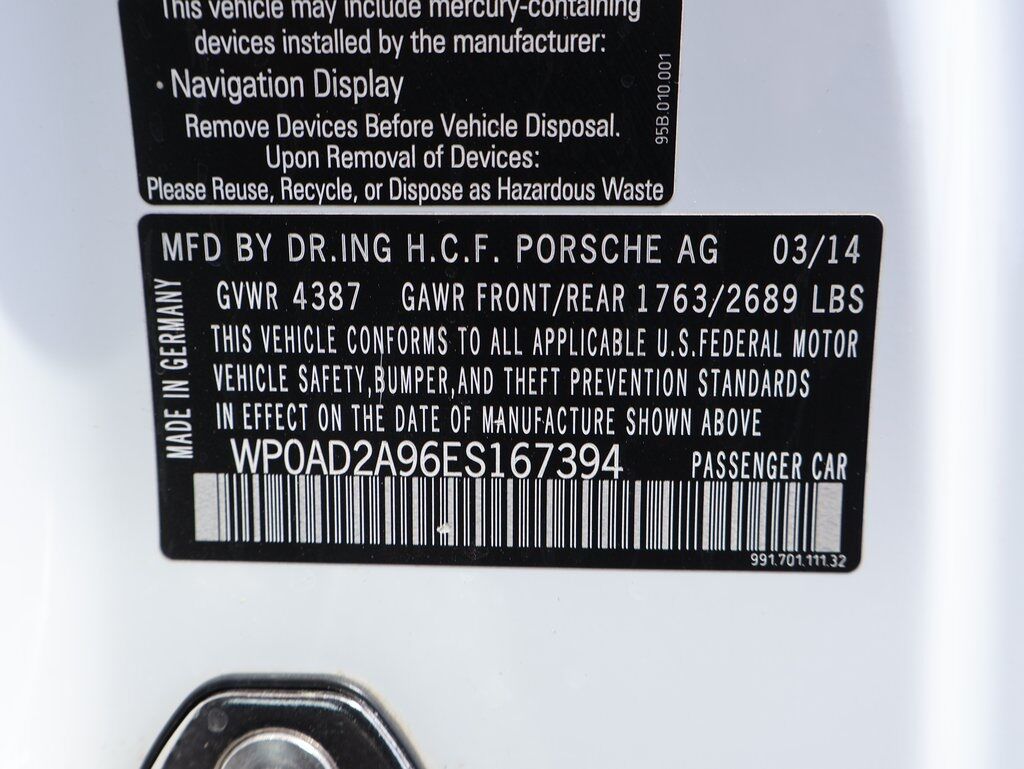 This vehicle may include mercury-containing
devices installed by the manufacturer:
· Navigation Display
Remove Devices Before Vehicle Disposal.
Upon Removal of Devices:
Please Reuse, Recycle, or Dispose as Hazardous Waste
95B.010.001
MFD BY DR.ING H.C.F. PORSCHE AG 03/14
GVWR 4387 GAWR FRONT/REAR 1763/2689 LBS
THIS VEHICLE CONFORMS TO ALL APPLICABLE U.S.FEDERAL MOTOR
VEHICLE SAFETY,BUMPER,AND THEFT PREVENTION STANDARDS
IN EFFECT ON THE DATE OF MANUFACTURE SHOWN ABOVE
WP0AD2A96ES167394 PASSENGER CAR
MADE IN GERMANY
991.701.111.32